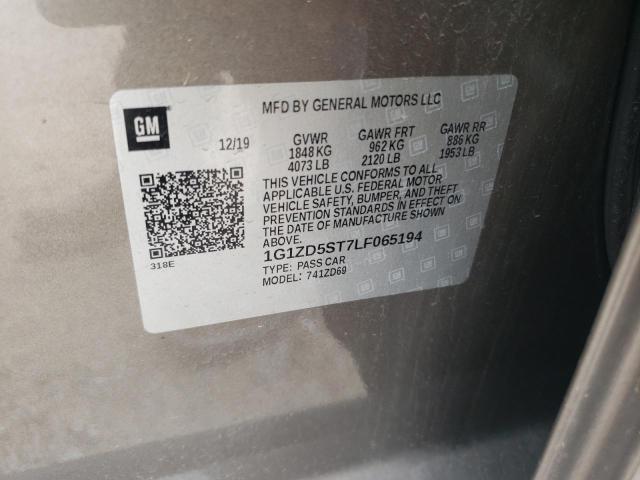 MFD BY GENERAL MOTORS LLC
GM
12/19 GVWR GAWR FRT GAWR RR
1848 KG 962 KG 886 KG
4073 LB 2120 LB 1953 LB
THIS VEHICLE CONFORMS TO ALL
APPLICABLE U.S. FEDERAL MOTOR
VEHICLE SAFETY, BUMPER, AND THEFT
PREVENTION STANDARDS IN EFFECT ON
THE DATE OF MANUFACTURE SHOWN
ABOVE.
1G1ZD5ST7LF065194
TYPE: PASS CAR
MODEL: 741ZD69
318E